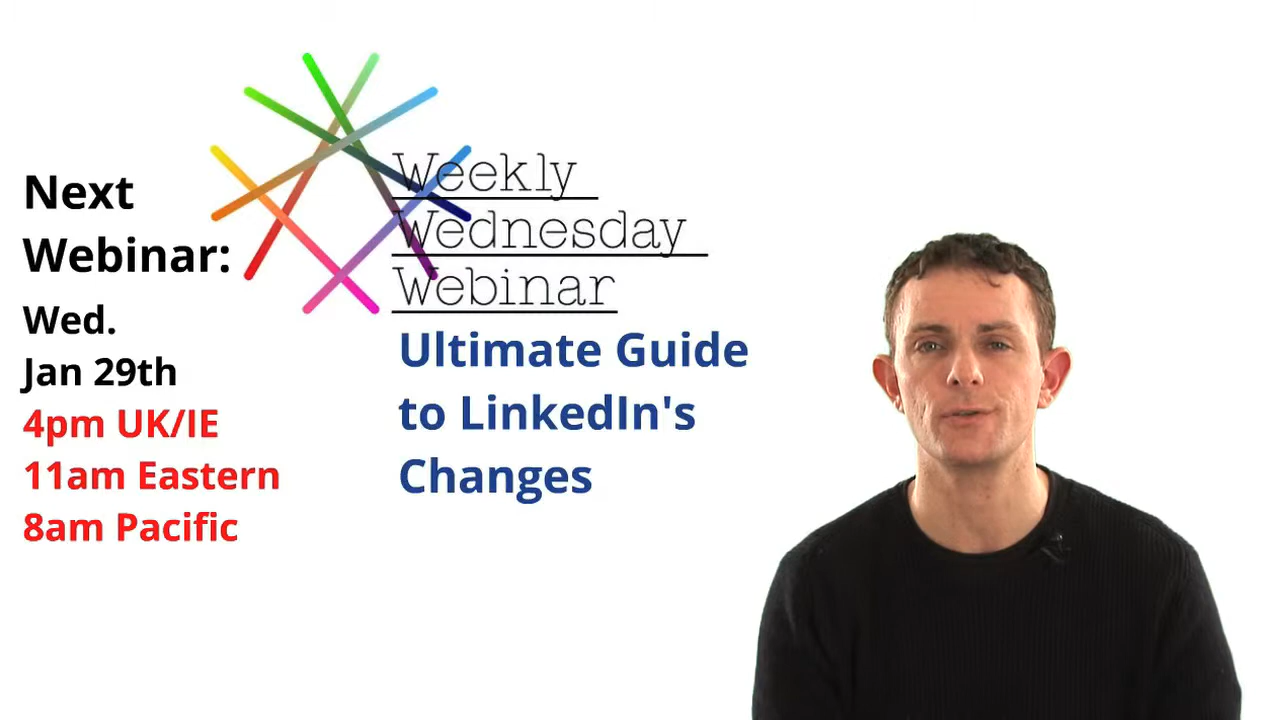 Next
Webinar:
Wed.
Jan 29th
4pm UK/IE
11am Eastern
8am Pacific
Weekly
Wednesday
Webinar
Ultimate Guide
to LinkedIn's
Changes